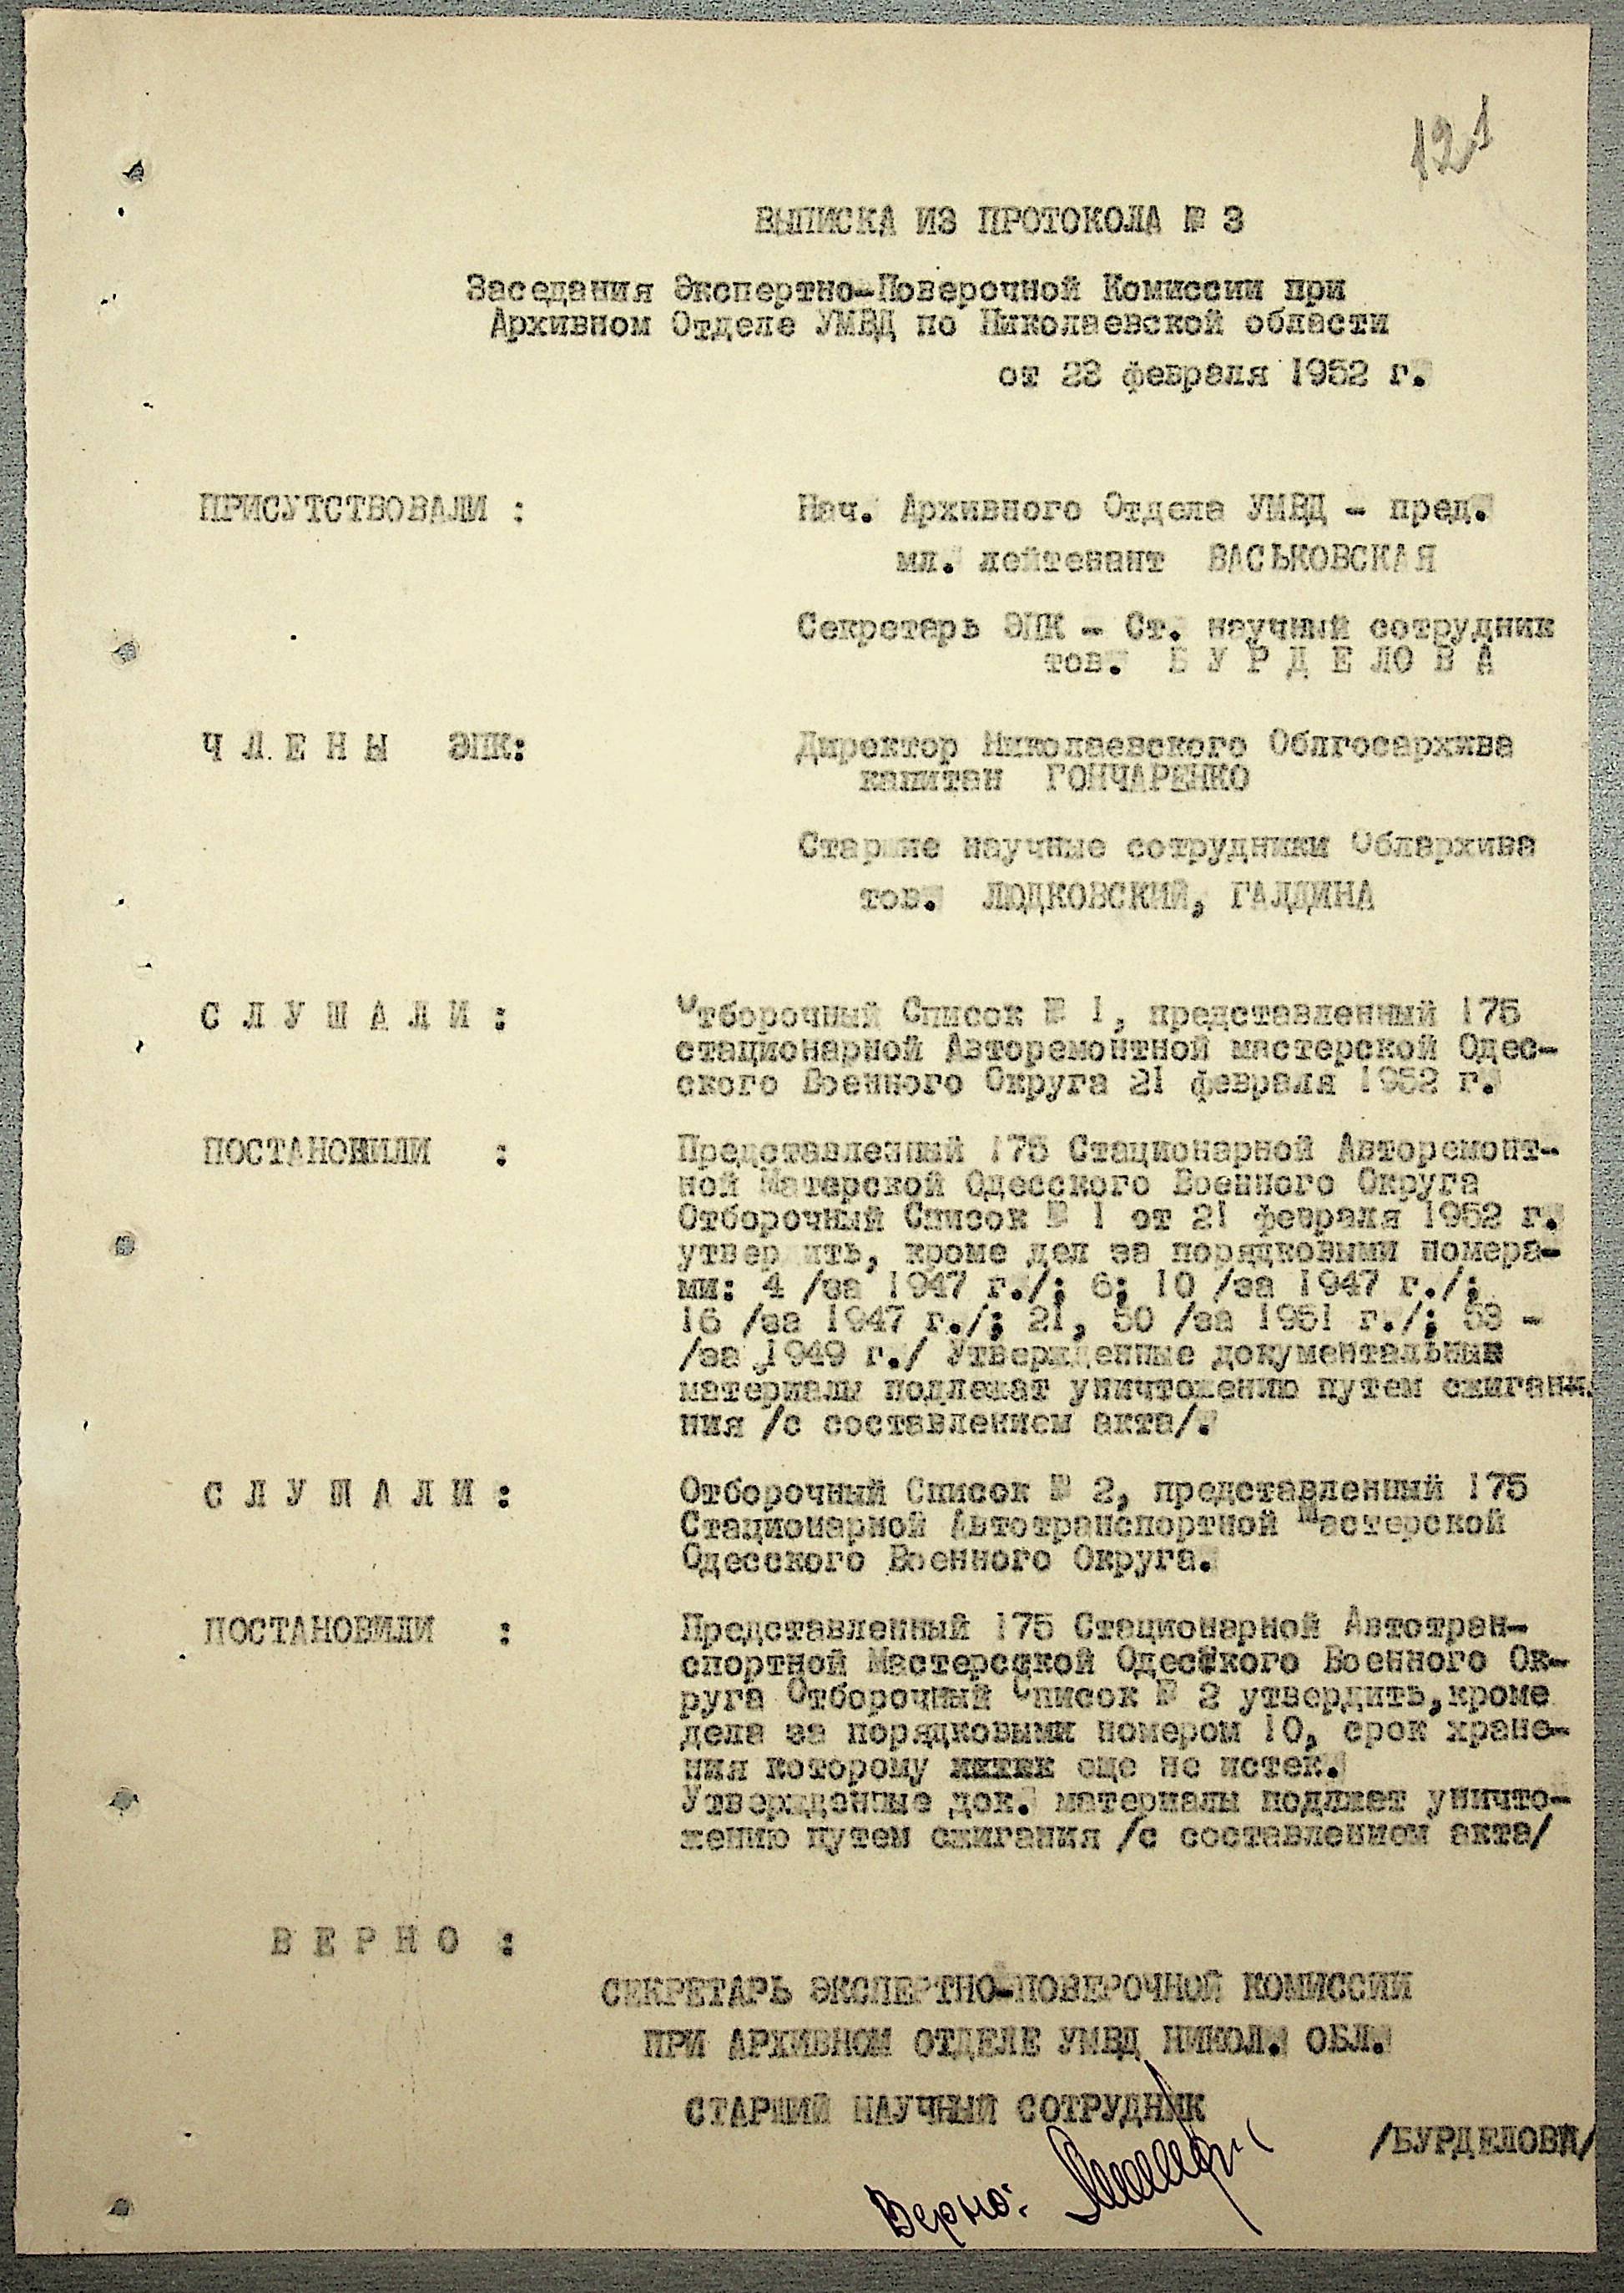 121
ВЫПИСКА ИЗ ПРОТОКОЛА № 3
Заседания Экспертно-Поверочной Комиссии при
Архивном Отделе УМВД по Николаевской области
от 23 февраля 1952 г.
ПРИСУТСТВОВАЛИ : Нач. Архивного Отдела УМВД - пред.
мл. лейтенант ВАСЬКОВСКАЯ
Секретарь ЭПК - Ст. научный сотрудник
тов. Б У Р Д Е Л О В А
Ч Л Е Н Ы ЭПК: Директор Николаевского Облгосархива
капитан ГОНЧАРЕНКО
Старшие научные сотрудники Облархива
тов. ЛЮДКОВСКИЙ, ГАЛДИНА
С Л У Ш А Л И : Отборочный Список № 1, представленный 175
стационарной Авторемонтной мастерской Одес-
ского Военного Округа 21 февраля 1952 г.
ПОСТАНОВИЛИ : Представленный 175 Стационарной Авторемонт-
ной Матерской Одесского Военного Округа
Отборочный Список № 1 от 21 февраля 1952 г.
утвердить, кроме дел за порядковыми номера-
ми: 4 /за 1947 г./; 6; 10 /за 1947 г./;
16 /за 1947 г./; 21, 50 /за 1951 г./; 53 -
/за 1949 г./ Утвержденные документальные
материалы подлежат уничтожению путем сжигани
ния /с составлением акта/.
С Л У Ш А Л И : Отборочный Список № 2, представленный 175
Стационарной Автотранспортной Мастерской
Одесского Военного Округа.
ПОСТАНОВИЛИ : Представленный 175 Стационарной Автотран-
спортной Мастерсской Одесского Военного Ок-
руга Отборочный Список № 2 утвердить,кроме
дела за порядковым номером 10, срок хране-
ния которому еще не истек.
Утвержденные док. материалы подлжат уничто-
жению путем сжигания /с составлением акта/
В Е Р Н О :
СЕКРЕТАРЬ ЭКСПЕРТНО-ПОВЕРОЧНОЙ КОМИССИИ
ПРИ АРХИВНОМ ОТДЕЛЕ УМВД НИКОЛ. ОБЛ.
СТАРШИЙ НАУЧНЫЙ СОТРУДНИК
/БУРДЕЛОВА/
Верно: